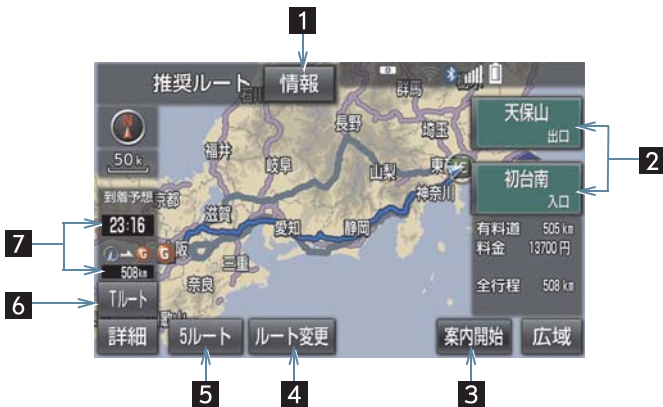 1
推奨ルート 情報
群馬
天保山
出口
長野
埼玉
N
福井
岐阜
山梨
50k
初台南
入口
2
到着予想
京都
神奈川
23:16
滋賀
愛知
静岡
有料道 505km
料金 13700円
7
G G
阪
三重
508km
奈良
全行程 508km
6
Tルート
詳細 5ルート ルート変更 案内開始 広域
5 4 3